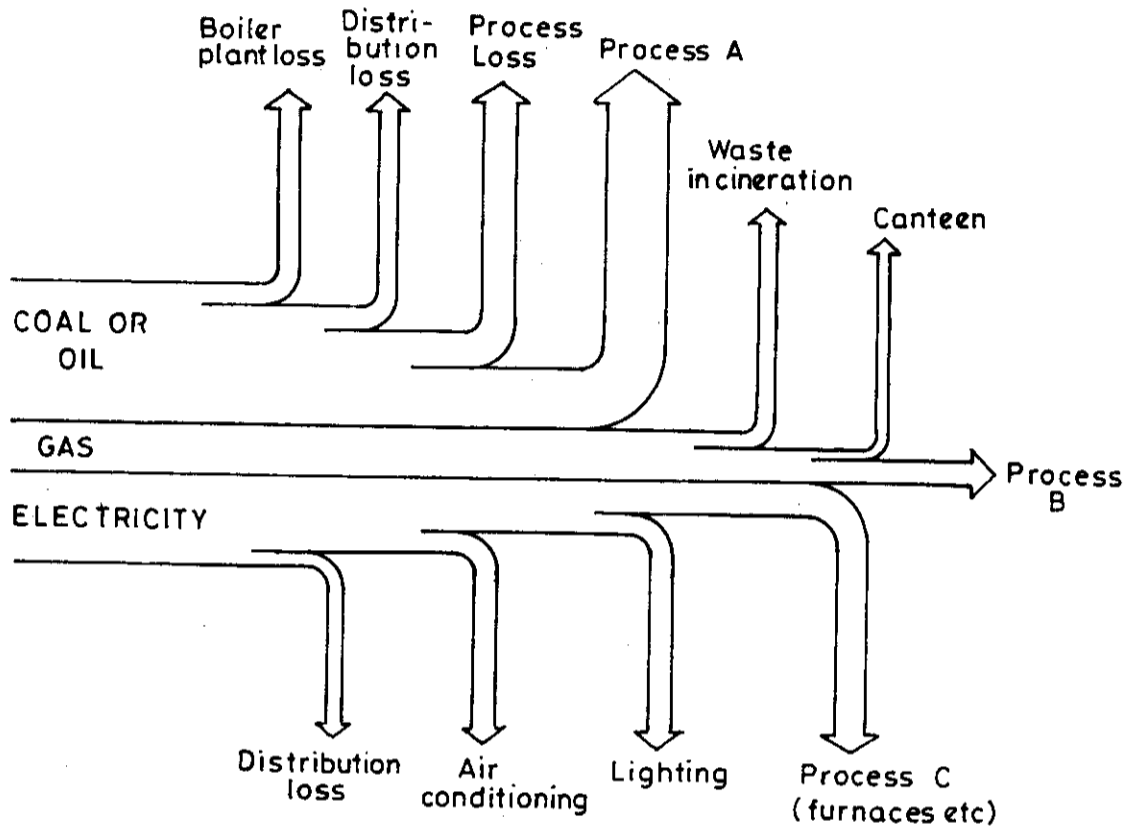 Boiler
plant loss
Distri-
bution
loss
Process
Loss
Process A
Waste
incineration
Canteen
COAL OR
OIL
GAS
Process
B
ELECTRICITY
Distribution
loss
Air
conditioning
Lighting
Process C
(furnaces etc)